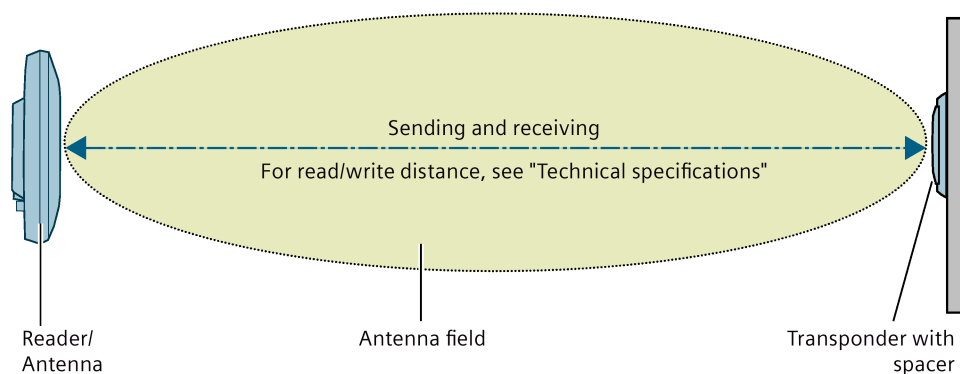 Sending and receiving
For read/write distance, see "Technical specifications"
Reader/
Antenna
Antenna field
Transponder with
spacer